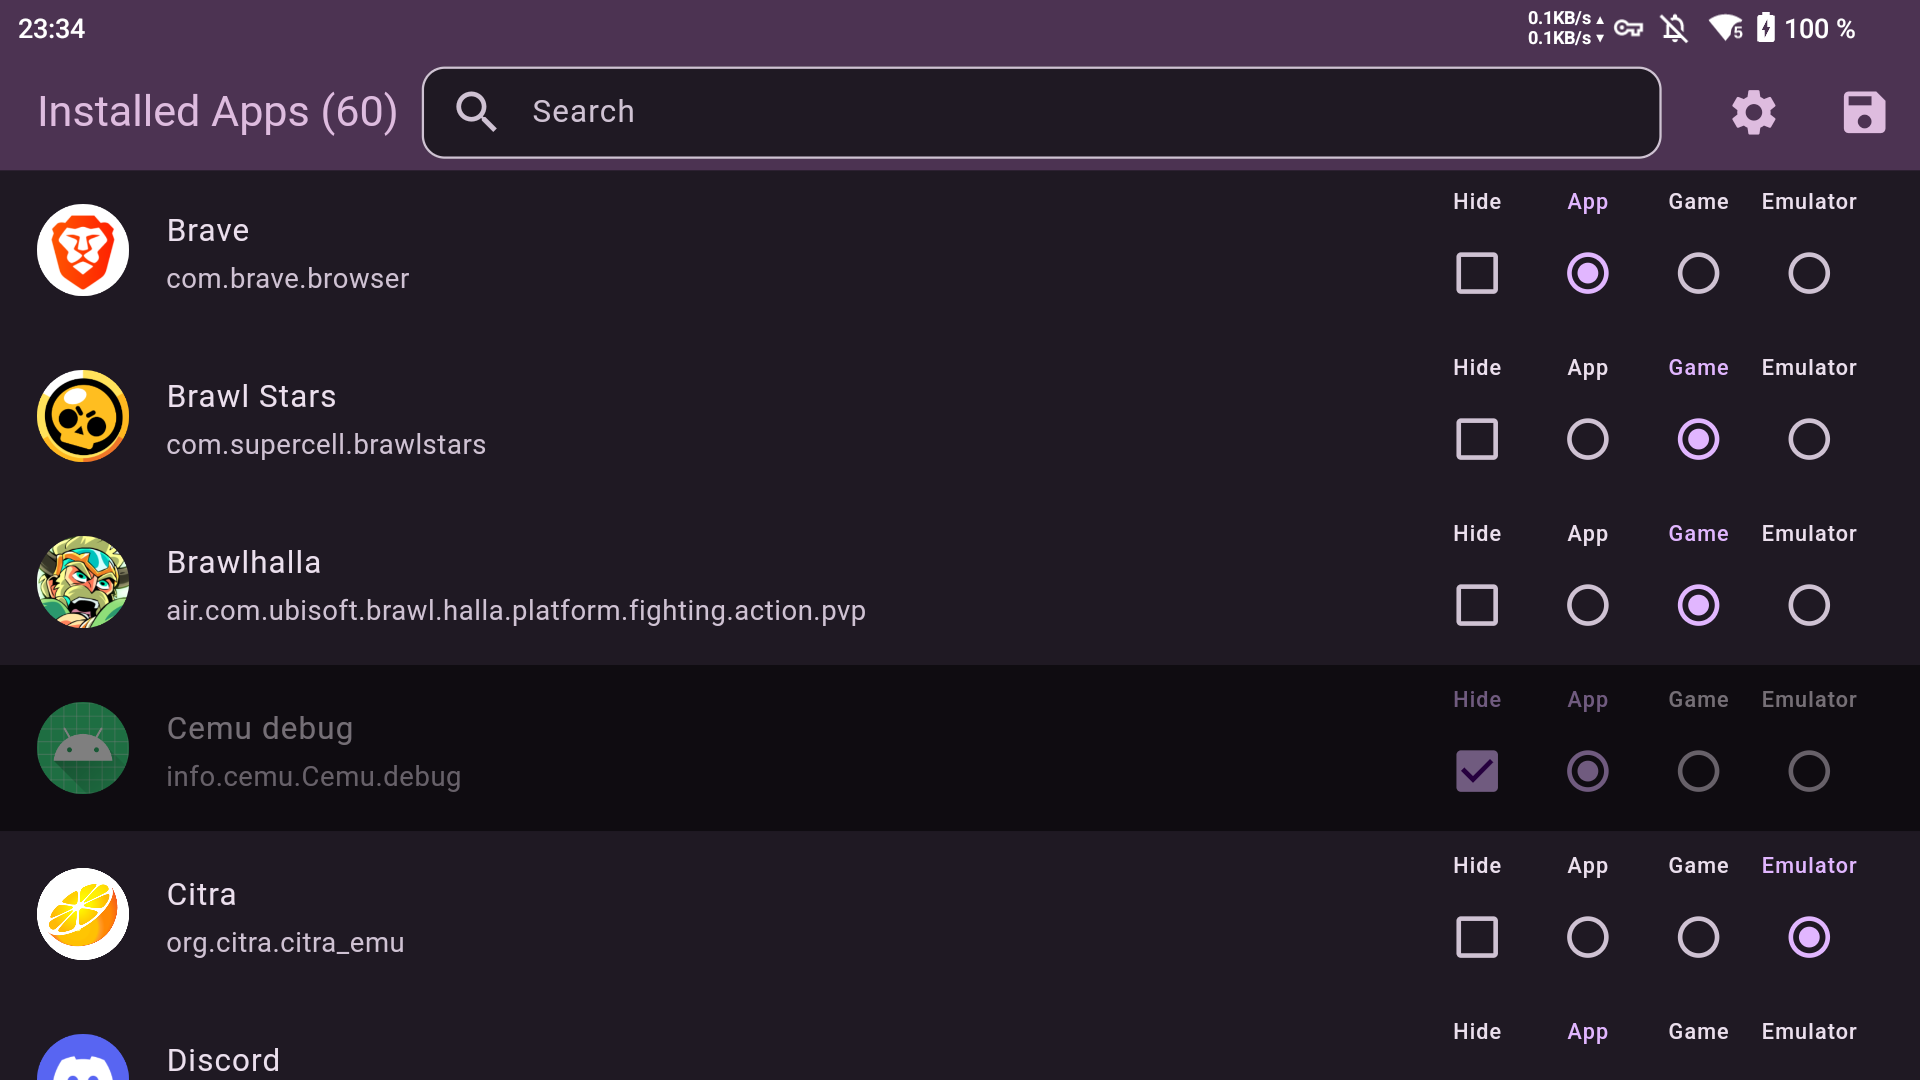 23:34
0.1KB/s ▲
0.1KB/s ▼
5
100 %
Installed Apps (60)
Search
Hide App Game Emulator
Brave
com.brave.browser
Hide App Game Emulator
Brawl Stars
com.supercell.brawlstars
Hide App Game Emulator
Brawlhalla
air.com.ubisoft.brawl.halla.platform.fighting.action.pvp
Hide App Game Emulator
Cemu debug
info.cemu.Cemu.debug
Hide App Game Emulator
Citra
org.citra.citra_emu
Hide App Game Emulator
Discord